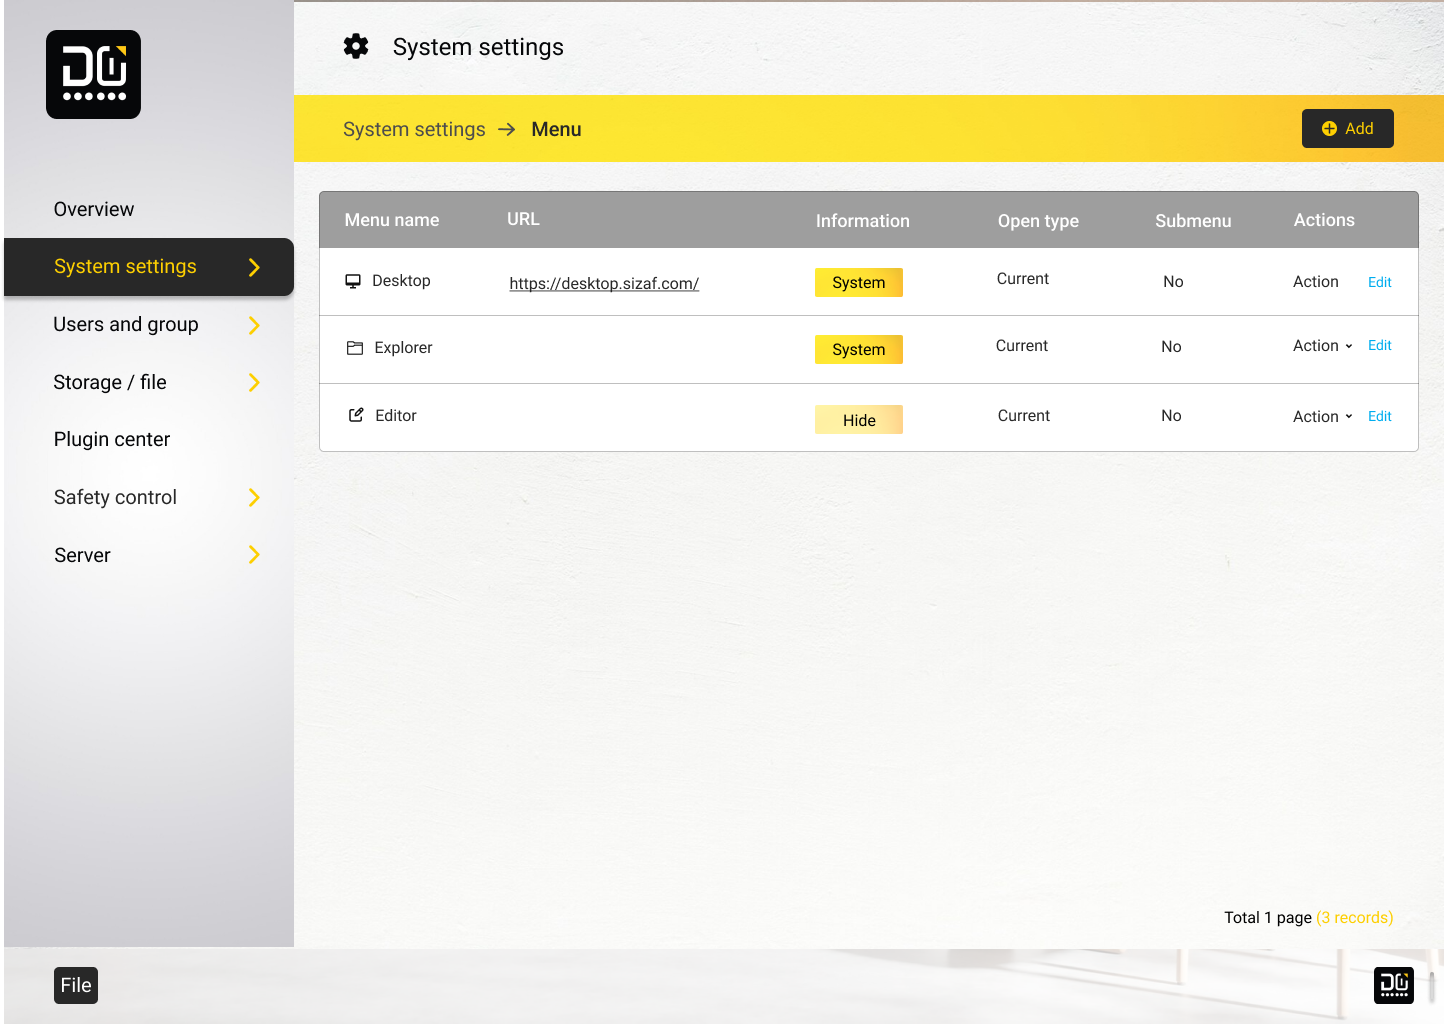 System settings
System settings → Menu
Add
Overview
System settings
Users and group
Storage / file
Plugin center
Safety control
Server
Menu name URL Information Open type Submenu Actions
Desktop https://desktop.sizaf.com/ System Current No Action Edit
Explorer System Current No Action Edit
Editor Hide Current No Action Edit
Total 1 page (3 records)
File